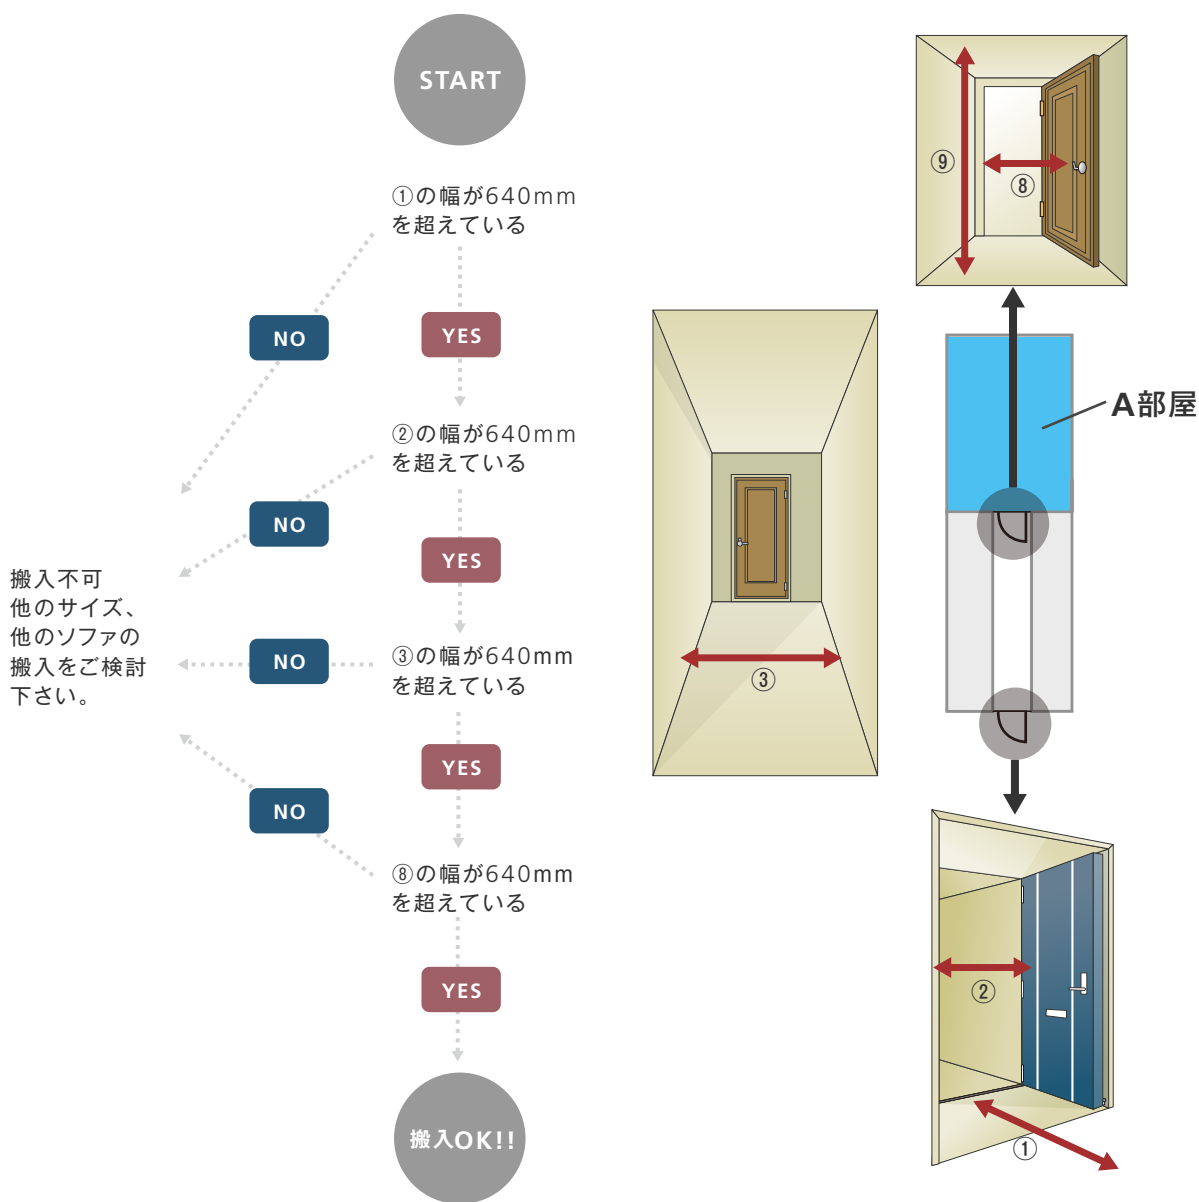 START
①の幅が640mm
を超えている
NO
YES
②の幅が640mm
を超えている
NO
YES
搬入不可
他のサイズ、
他のソファの
搬入をご検討
下さい。
③の幅が640mm
を超えている
NO
YES
NO
⑧の幅が640mm
を超えている
YES
搬入OK!!
③
⑨
⑧
A部屋
②
①